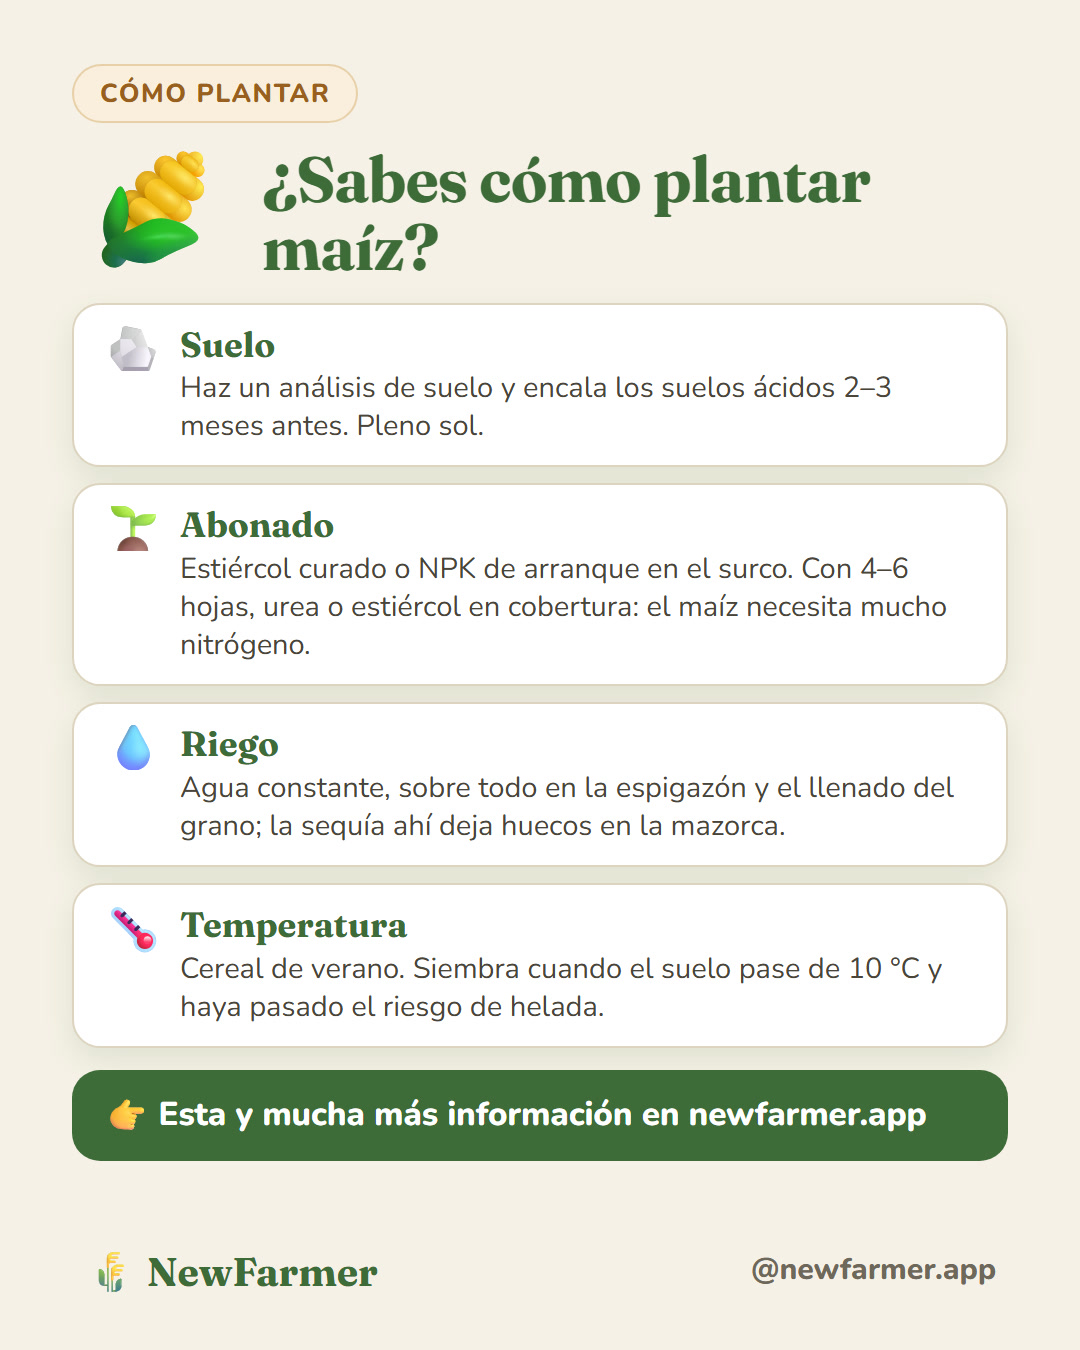 CÓMO PLANTAR
¿Sabes cómo plantar
maíz?
Suelo
Haz un análisis de suelo y encala los suelos ácidos 2–3
meses antes. Pleno sol.
Abonado
Estiércol curado o NPK de arranque en el surco. Con 4–6
hojas, urea o estiércol en cobertura: el maíz necesita mucho
nitrógeno.
Riego
Agua constante, sobre todo en la espigazón y el llenado del
grano; la sequía ahí deja huecos en la mazorca.
Temperatura
Cereal de verano. Siembra cuando el suelo pase de 10 °C y
haya pasado el riesgo de helada.
Esta y mucha más información en newfarmer.app
NewFarmer
@newfarmer.app